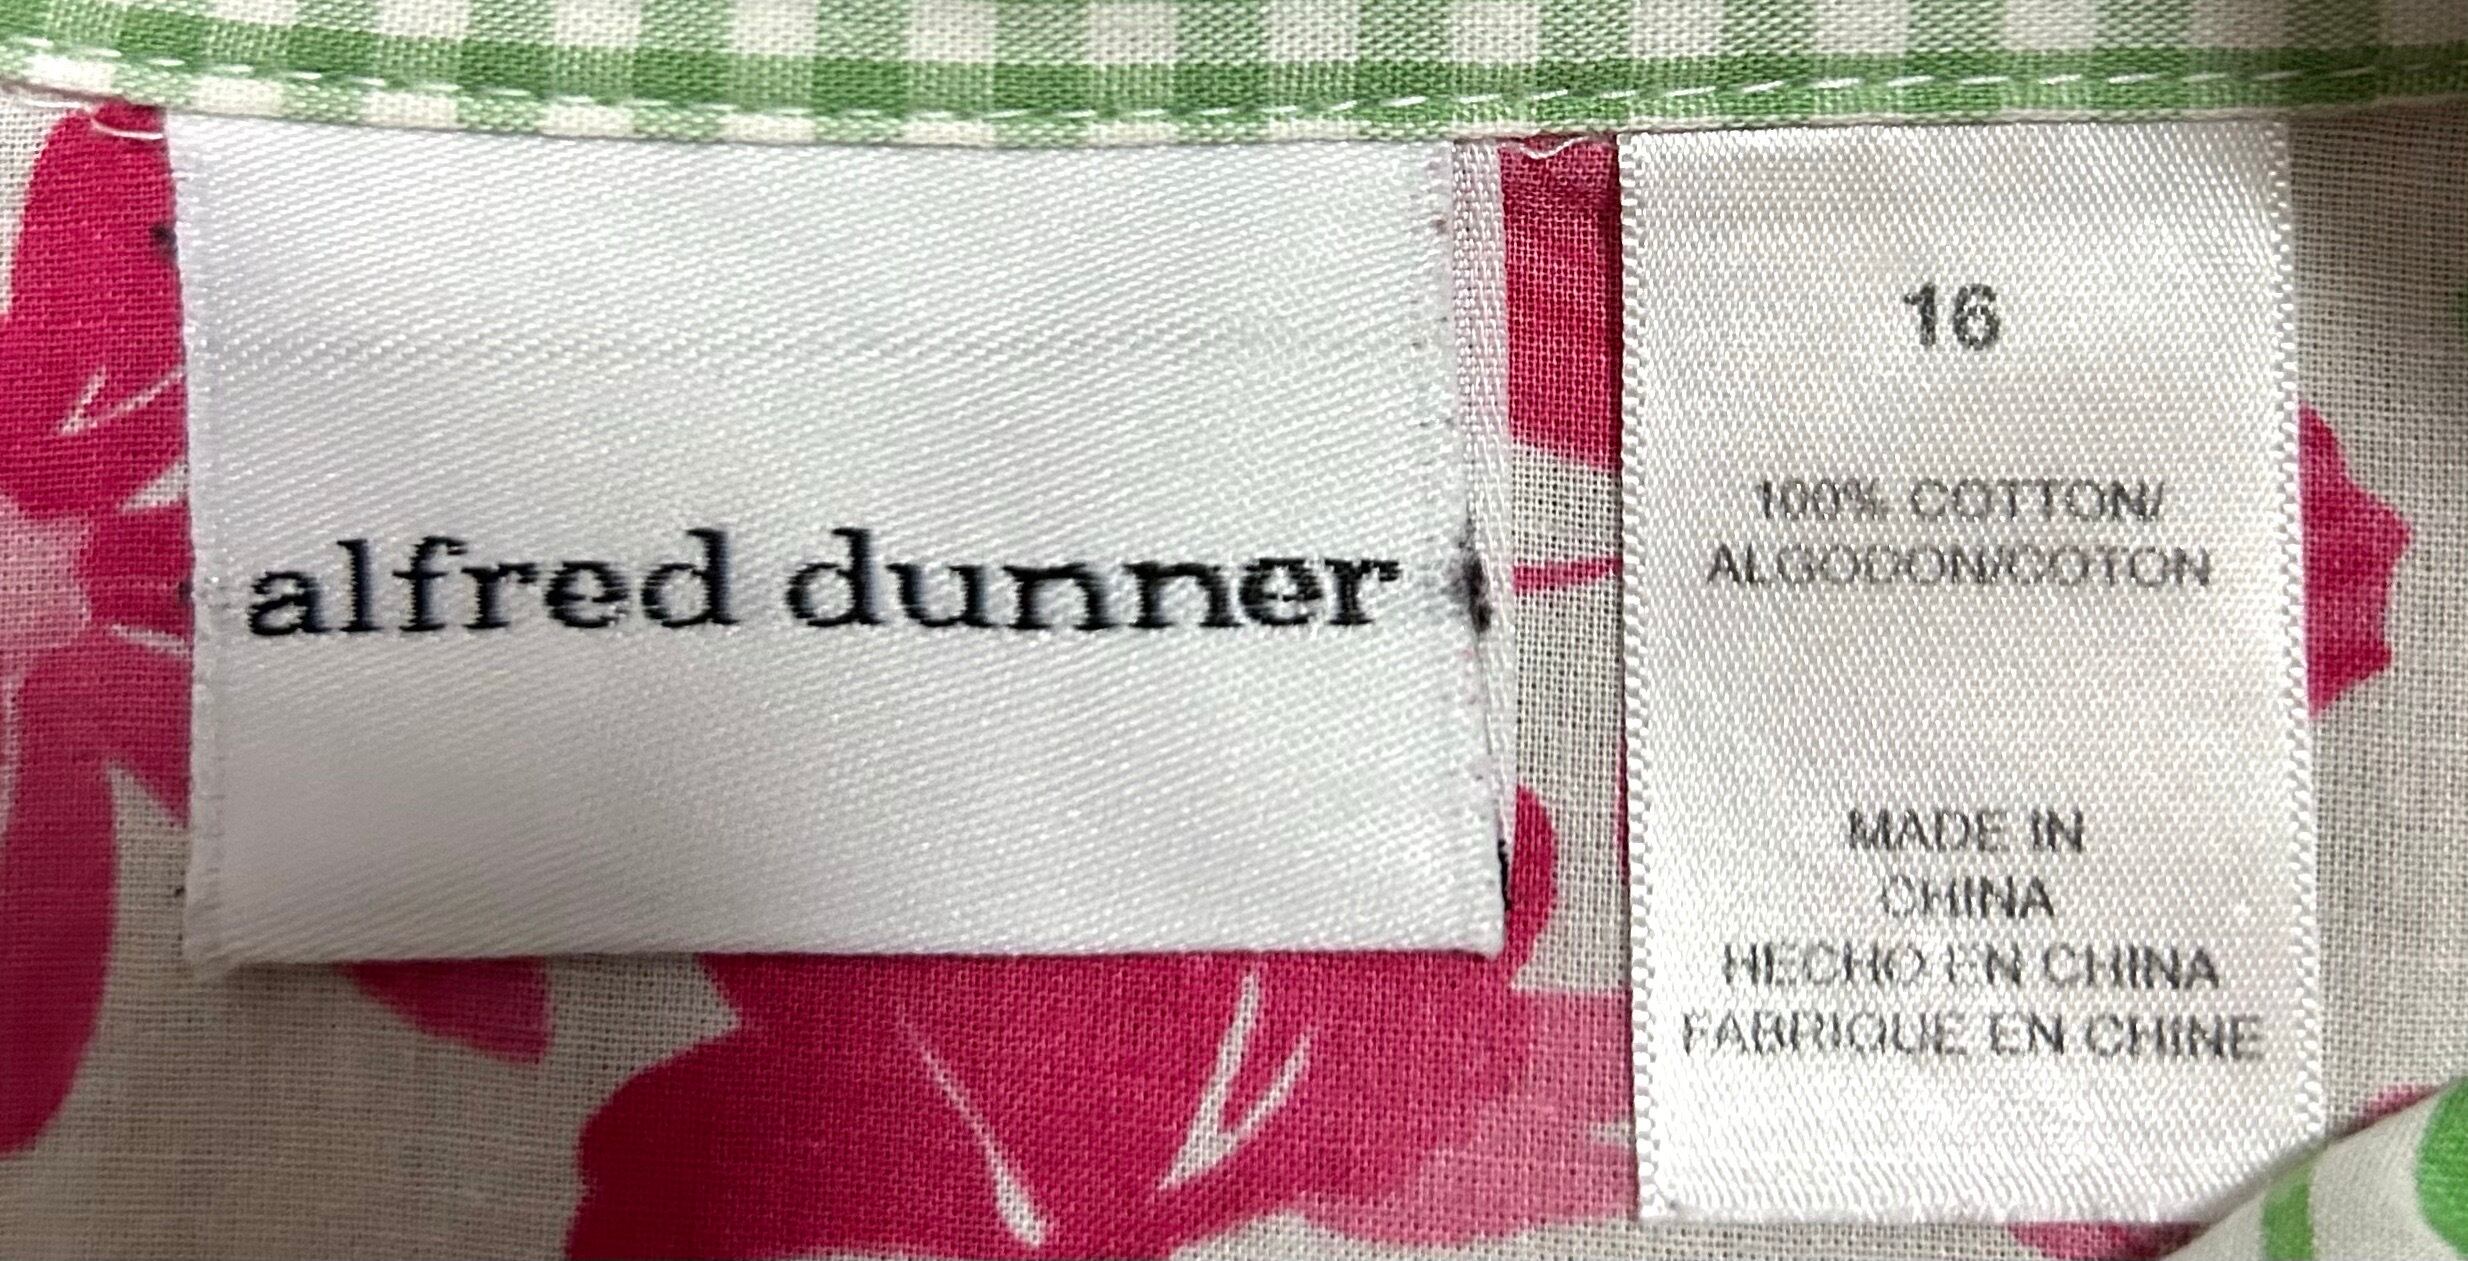 alfred dunner
16
100% COTTON/
ALGODON/COTON
MADE IN
CHINA
HECHO EN CHINA
FABRIQUE EN CHINE